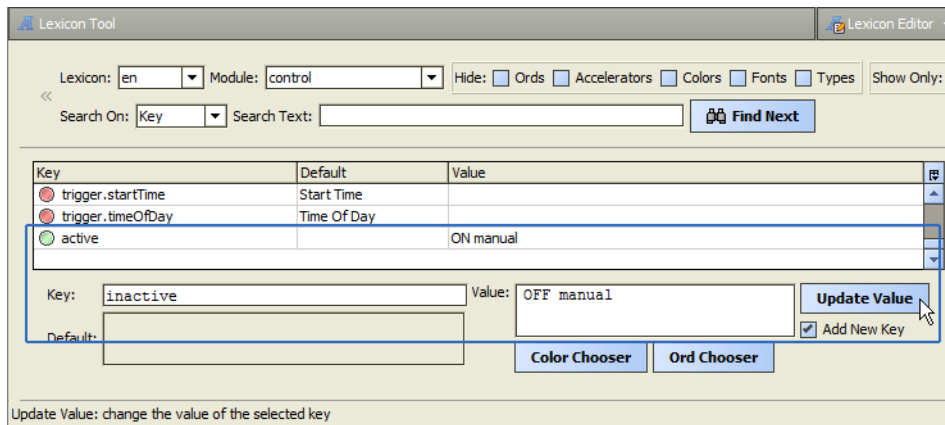 Lexicon Tool Lexicon Editor
Lexicon: en Module: control Hide: Ords Accelerators Colors Fonts Types Show Only:
« Search On: Key Search Text: Find Next
Key Default Value
trigger.startTime Start Time
trigger.timeOfDay Time Of Day
active ON manual
Key: inactive Value: OFF manual Update Value
Default: Add New Key
Color Chooser Ord Chooser
Update Value: change the value of the selected key